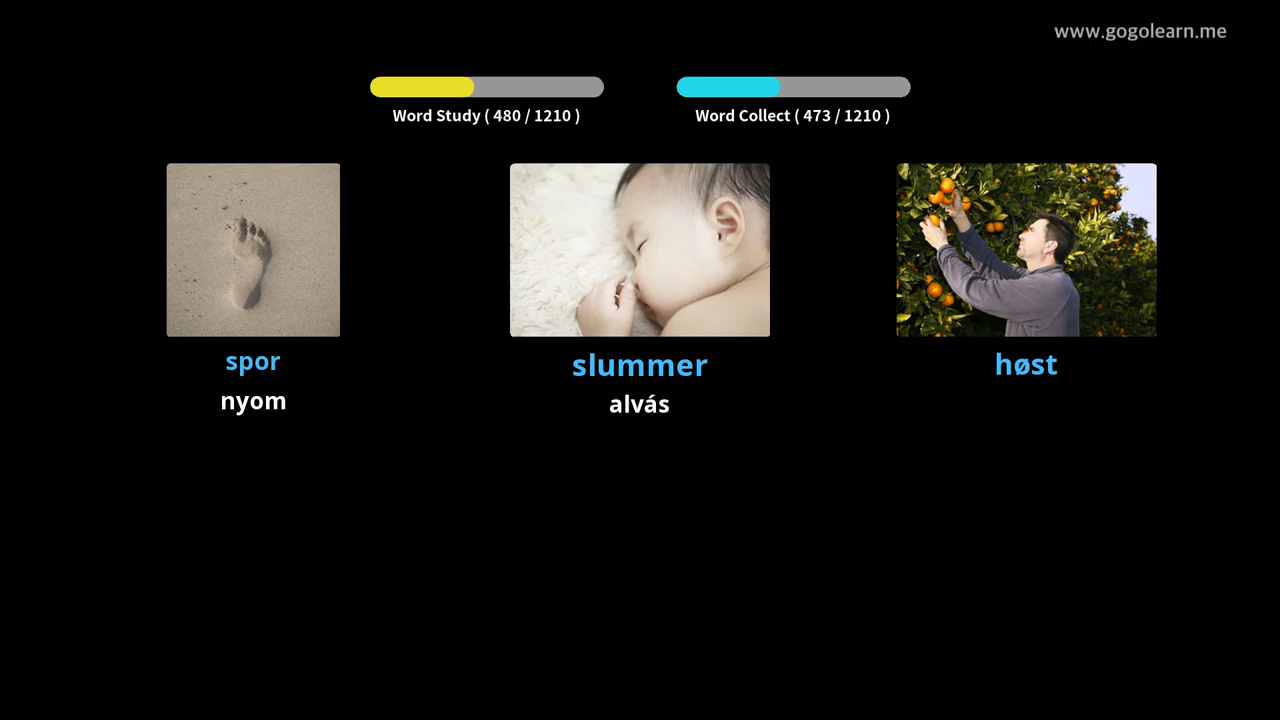 www.gogolearn.me
Word Study ( 480 / 1210 )
Word Collect ( 473 / 1210 )
spor
nyom
slummer
alvás
høst